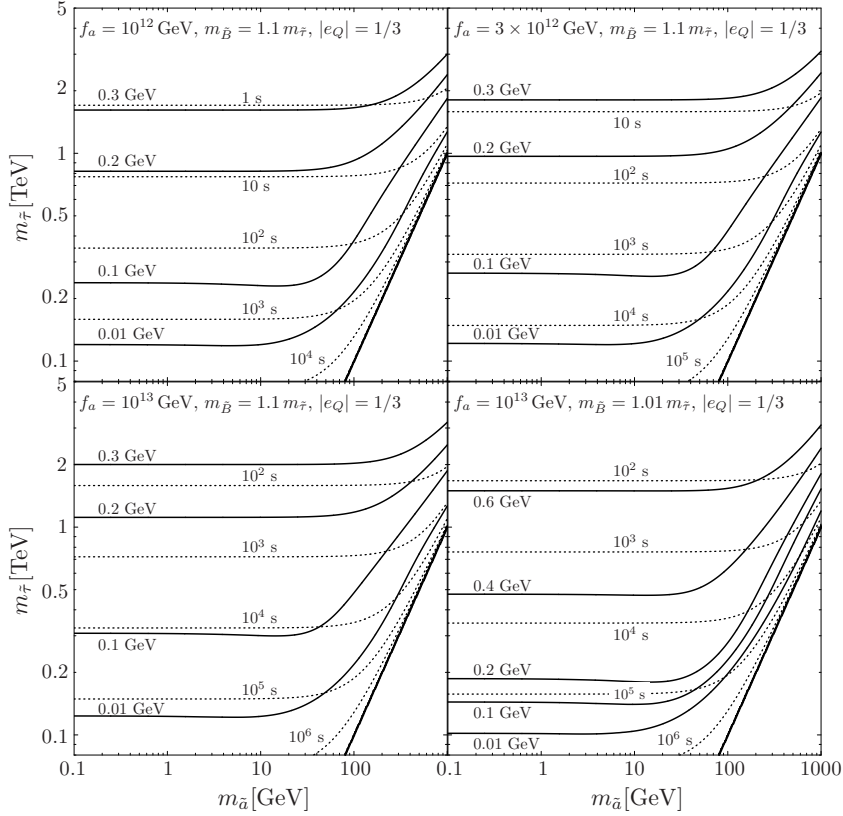 f_a = 10^12 GeV, m_B̃ = 1.1 m_τ̃, |e_Q| = 1/3
5
2
1
0.5
0.2
0.1
m_τ̃ [TeV]
0.3 GeV
1 s
0.2 GeV
10 s
10^2 s
0.1 GeV
10^3 s
0.01 GeV
10^4 s
f_a = 3 × 10^12 GeV, m_B̃ = 1.1 m_τ̃, |e_Q| = 1/3
0.3 GeV
10 s
0.2 GeV
10^2 s
10^3 s
0.1 GeV
10^4 s
0.01 GeV
10^5 s
f_a = 10^13 GeV, m_B̃ = 1.1 m_τ̃, |e_Q| = 1/3
5
2
1
0.5
0.2
0.1
m_τ̃ [TeV]
0.3 GeV
10^2 s
0.2 GeV
10^3 s
10^4 s
0.1 GeV
10^5 s
0.01 GeV
10^6 s
0.1
1
10
100
m_ã [GeV]
f_a = 10^13 GeV, m_B̃ = 1.01 m_τ̃, |e_Q| = 1/3
10^2 s
0.6 GeV
10^3 s
0.4 GeV
10^4 s
0.2 GeV
10^5 s
0.1 GeV
0.01 GeV
10^6 s
0.1
1
10
100
1000
m_ã [GeV]